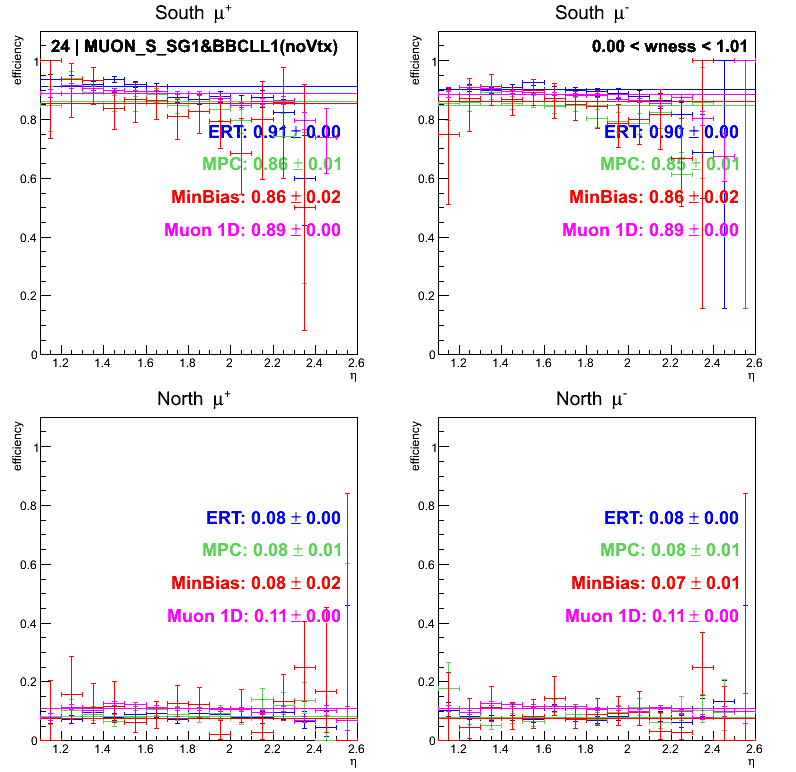 South μ+
efficiency
24 | MUON_S_SG1&BBCLL1(noVtx)
1
0.8
0.6
0.4
0.2
0
ERT: 0.91 ± 0.00
MPC: 0.86 ± 0.01
MinBias: 0.86 ± 0.02
Muon 1D: 0.89 ± 0.00
1.2 1.4 1.6 1.8 2 2.2 2.4 2.6
η
South μ-
efficiency
0.00 < wness < 1.01
1
0.8
0.6
0.4
0.2
0
ERT: 0.90 ± 0.00
MPC: 0.85 ± 0.01
MinBias: 0.86 ± 0.02
Muon 1D: 0.89 ± 0.00
1.2 1.4 1.6 1.8 2 2.2 2.4 2.6
η
North μ+
efficiency
1
0.8
0.6
0.4
0.2
0
ERT: 0.08 ± 0.00
MPC: 0.08 ± 0.01
MinBias: 0.08 ± 0.02
Muon 1D: 0.11 ± 0.00
1.2 1.4 1.6 1.8 2 2.2 2.4 2.6
η
North μ-
efficiency
1
0.8
0.6
0.4
0.2
0
ERT: 0.08 ± 0.00
MPC: 0.08 ± 0.01
MinBias: 0.07 ± 0.01
Muon 1D: 0.11 ± 0.00
1.2 1.4 1.6 1.8 2 2.2 2.4 2.6
η